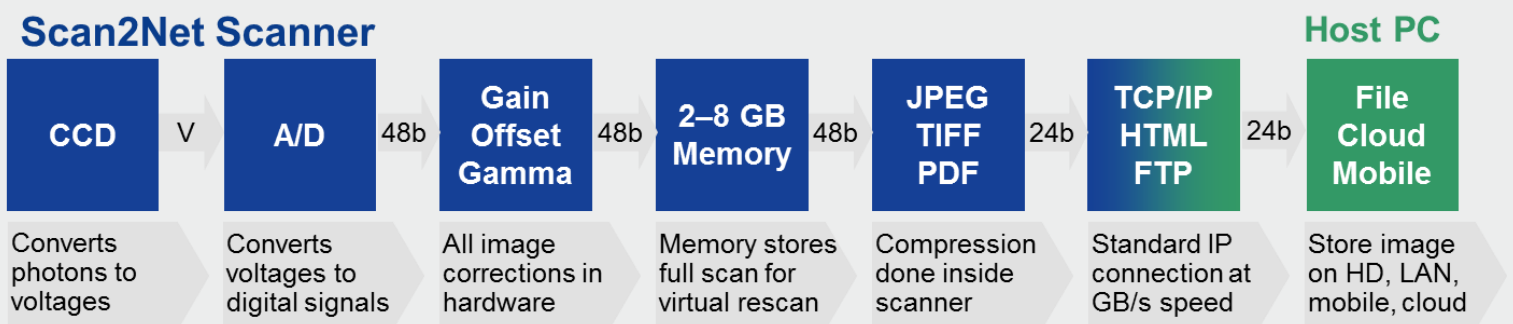 Scan2Net Scanner
Host PC
CCD
V
A/D
48b
Gain
Offset
Gamma
48b
2–8 GB
Memory
48b
JPEG
TIFF
PDF
24b
TCP/IP
HTML
FTP
24b
File
Cloud
Mobile
Converts
photons to
voltages
Converts
voltages to
digital signals
All image
corrections in
hardware
Memory stores
full scan for
virtual rescan
Compression
done inside
scanner
Standard IP
connection at
GB/s speed
Store image
on HD, LAN,
mobile, cloud